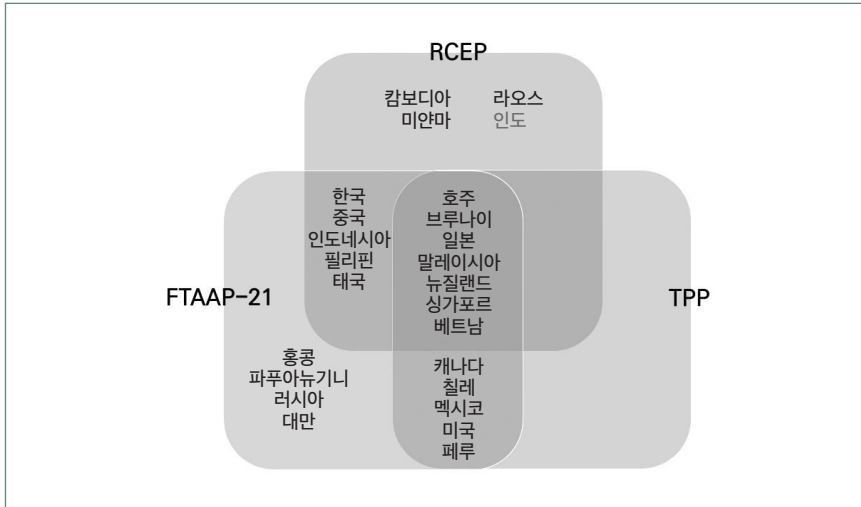 RCEP
캄보디아 라오스
미얀마 인도
한국
중국
인도네시아
필리핀
태국
호주
브루나이
일본
말레이시아
뉴질랜드
싱가포르
베트남
FTAAP-21
TPP
홍콩
파푸아뉴기니
러시아
대만
캐나다
칠레
멕시코
미국
페루